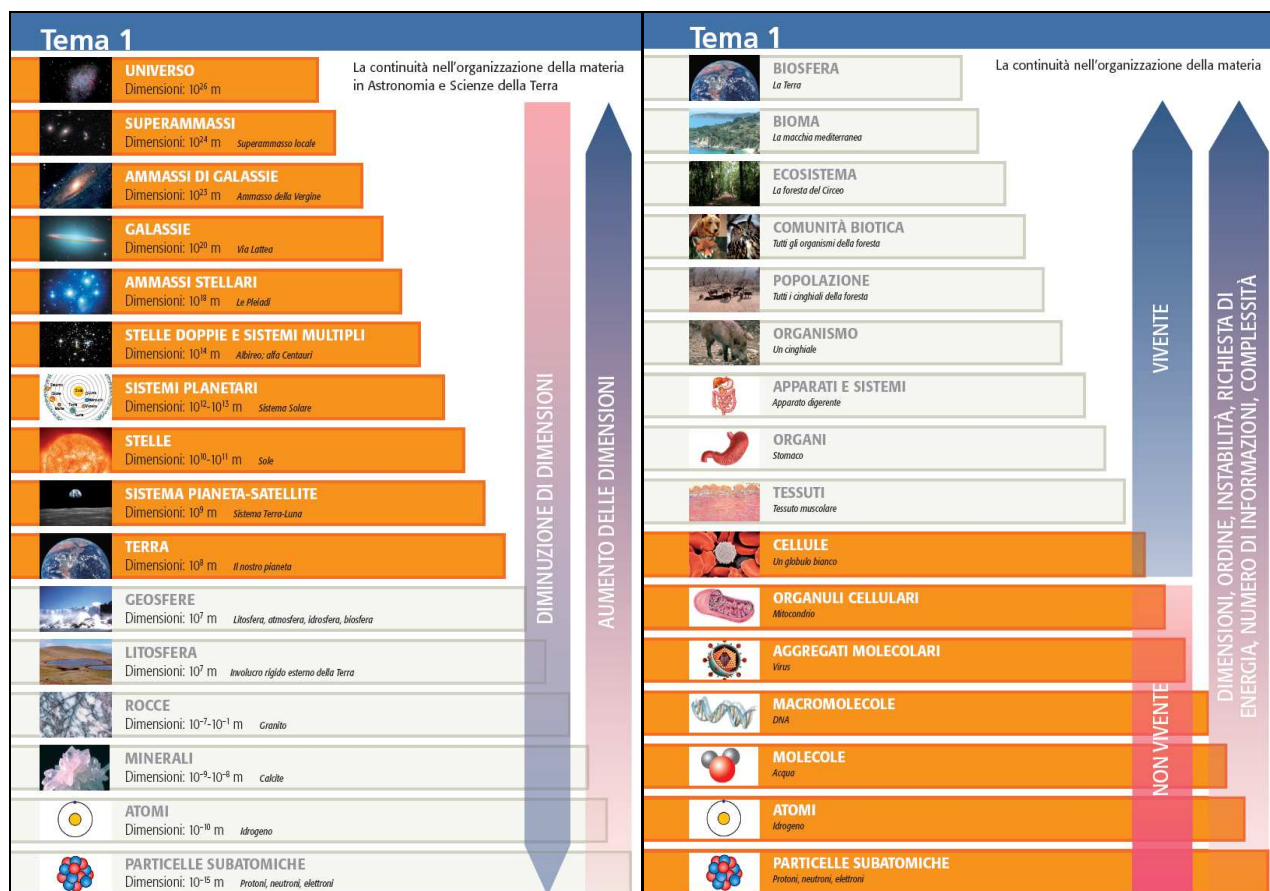 Tema 1
La continuità nell'organizzazione della materia
in Astronomia e Scienze della Terra
UNIVERSO
Dimensioni: 10²⁶ m
SUPERAMMASSI
Dimensioni: 10²⁴ m Superammasso locale
AMMASSI DI GALASSIE
Dimensioni: 10²³ m Ammasso della Vergine
GALASSIE
Dimensioni: 10²⁰ m Via Lattea
AMMASSI STELLARI
Dimensioni: 10¹⁸ m Le Pleiadi
STELLE DOPPIE E SISTEMI MULTIPLI
Dimensioni: 10¹⁴ m Albireo; alfa Centauri
SISTEMI PLANETARI
Dimensioni: 10¹²-10¹³ m Sistema Solare
STELLE
Dimensioni: 10¹⁰-10¹¹ m Sole
SISTEMA PIANETA-SATELLITE
Dimensioni: 10⁹ m Sistema Terra-Luna
TERRA
Dimensioni: 10⁸ m Il nostro pianeta
GEOSFERE
Dimensioni: 10⁷ m Litosfera, atmosfera, idrosfera, biosfera
LITOSFERA
Dimensioni: 10⁷ m Involucro rigido esterno della Terra
ROCCE
Dimensioni: 10⁻⁷-10⁻¹ m Granito
MINERALI
Dimensioni: 10⁻⁹-10⁻⁸ m Calcite
ATOMI
Dimensioni: 10⁻¹⁰ m Idrogeno
PARTICELLE SUBATOMICHE
Dimensioni: 10⁻¹⁵ m Protoni, neutroni, elettroni
DIMINUZIONE DI DIMENSIONI
AUMENTO DELLE DIMENSIONI
Tema 1
La continuità nell'organizzazione della materia
BIOSFERA
La Terra
BIOMA
La macchia mediterranea
ECOSISTEMA
La foresta del Circeo
COMUNITÀ BIOTICA
Tutti gli organismi della foresta
POPOLAZIONE
Tutti i cinghiali della foresta
ORGANISMO
Un cinghiale
APPARATI E SISTEMI
Apparato digerente
ORGANI
Stomaco
TESSUTI
Tessuto muscolare
CELLULE
Un globulo bianco
ORGANULI CELLULARI
Mitocondrio
AGGREGATI MOLECOLARI
Virus
MACROMOLECOLE
DNA
MOLECOLE
Acqua
ATOMI
Idrogeno
PARTICELLE SUBATOMICHE
Protoni, neutroni, elettroni
VIVENTE
NON VIVENTE
DIMENSIONI, ORDINE, INSTABILITÀ, RICHIESTA DI
ENERGIA, NUMERO DI INFORMAZIONI, COMPLESSITÀ